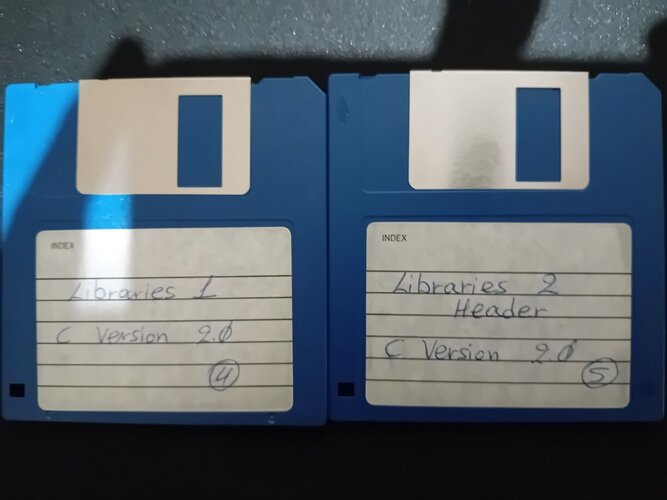 INDEX
Libraries 1
C Version 2.0
4
INDEX
Libraries 2
Header
C Version 2.0
5